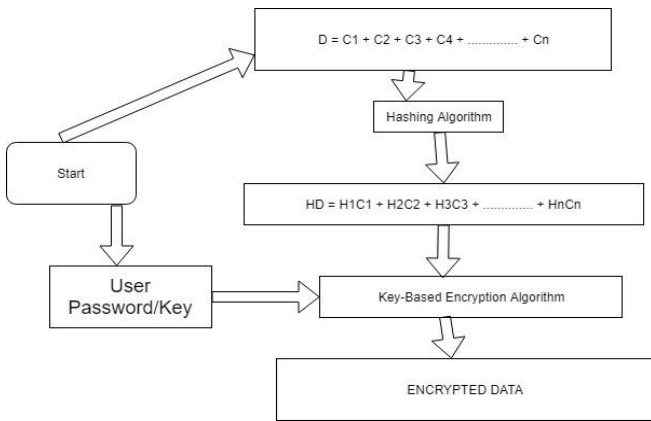 D = C1 + C2 + C3 + C4 + .............. + Cn
Hashing Algorithm
Start
HD = H1C1 + H2C2 + H3C3 + .............. + HnCn
User
Password/Key
Key-Based Encryption Algorithm
ENCRYPTED DATA